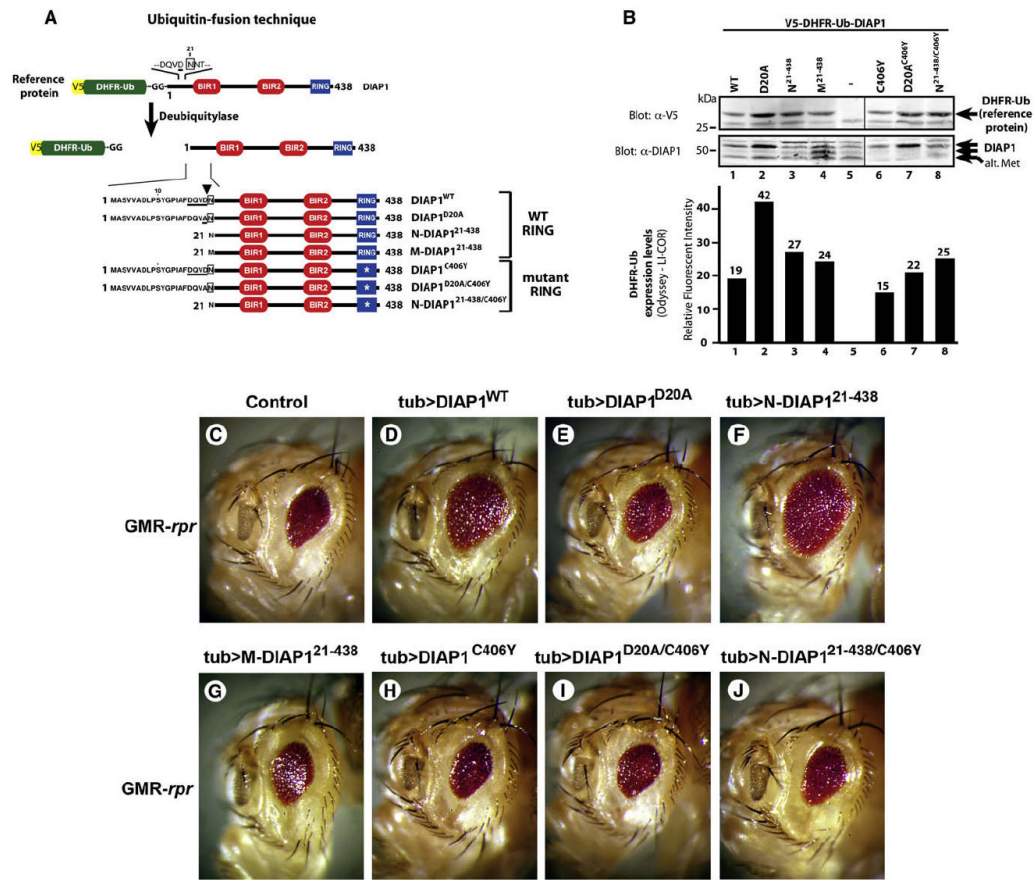 A
Ubiquitin-fusion technique
21
--DQVD NNT--
Reference protein
V5 DHFR-Ub -GG 1 BIR1 BIR2 RING 438 DIAP1
Deubiquitylase
V5 DHFR-Ub -GG 1 BIR1 BIR2 RING 438
10
1 MASVVADLPSYGPIAFDQVDN BIR1 BIR2 RING 438 DIAP1WT
1 MASVVADLPSYGPIAFDQVAN BIR1 BIR2 RING 438 DIAP1D20A
21 N BIR1 BIR2 RING 438 N-DIAP121-438
21 M BIR1 BIR2 RING 438 M-DIAP121-438
WT RING
1 MASVVADLPSYGPIAFDQVDN BIR1 BIR2 * 438 DIAP1C406Y
1 MASVVADLPSYGPIAFDQVAN BIR1 BIR2 * 438 DIAP1D20A/C406Y
21 N BIR1 BIR2 * 438 N-DIAP121-438/C406Y
mutant RING
B
V5-DHFR-Ub-DIAP1
WT D20A N21-438 M21-438 - C406Y D20AC406Y N21-438/C406Y
kDa
Blot: α-V5
25
DHFR-Ub (reference protein)
Blot: α-DIAP1
50
DIAP1
alt. Met
1 2 3 4 5 6 7 8
DHFR-Ub expression levels
(Odyssey - LI-COR)
Relative Fluorescent Intensity
40
20
10
0
19 42 27 24 15 22 25
1 2 3 4 5 6 7 8
Control
tub>DIAP1WT
tub>DIAP1D20A
tub>N-DIAP121-438
C D E F
GMR-rpr
tub>M-DIAP121-438
tub>DIAP1C406Y
tub>DIAP1D20A/C406Y
tub>N-DIAP121-438/C406Y
G H I J
GMR-rpr